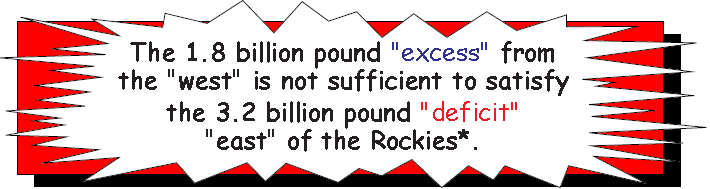 The 1.8 billion pound "excess" from
the "west" is not sufficient to satisfy
the 3.2 billion pound "deficit"
"east" of the Rockies*.